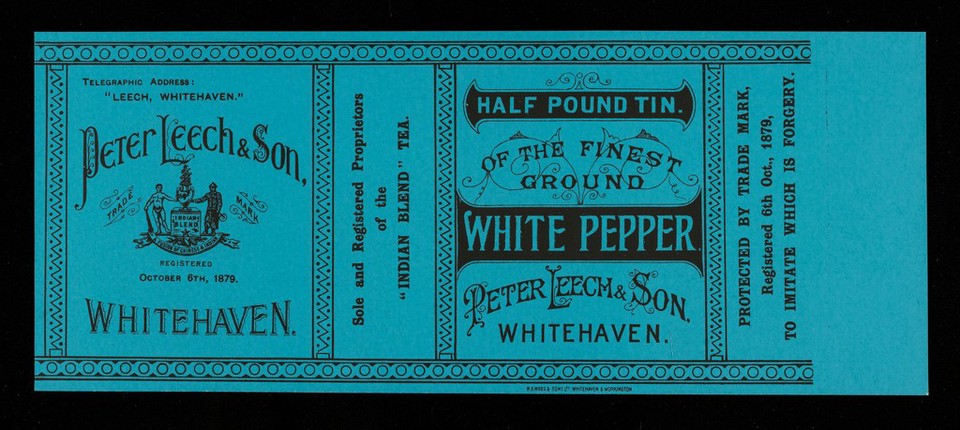 TELEGRAPHIC ADDRESS:
"LEECH, WHITEHAVEN."
PETER LEECH & SON,
TRADE MARK
INDIAN
BLEND
REGISTERED
OCTOBER 6TH, 1879.
WHITEHAVEN.
Sole and Registered Proprietors
of the
"INDIAN BLEND" TEA.
HALF POUND TIN.
OF THE FINEST
GROUND
WHITE PEPPER.
PETER LEECH & SON,
WHITEHAVEN.
PROTECTED BY TRADE MARK,
Registered 6th Oct., 1879,
TO IMITATE WHICH IS FORGERY.
WHITEHAVEN & WORKINGTON